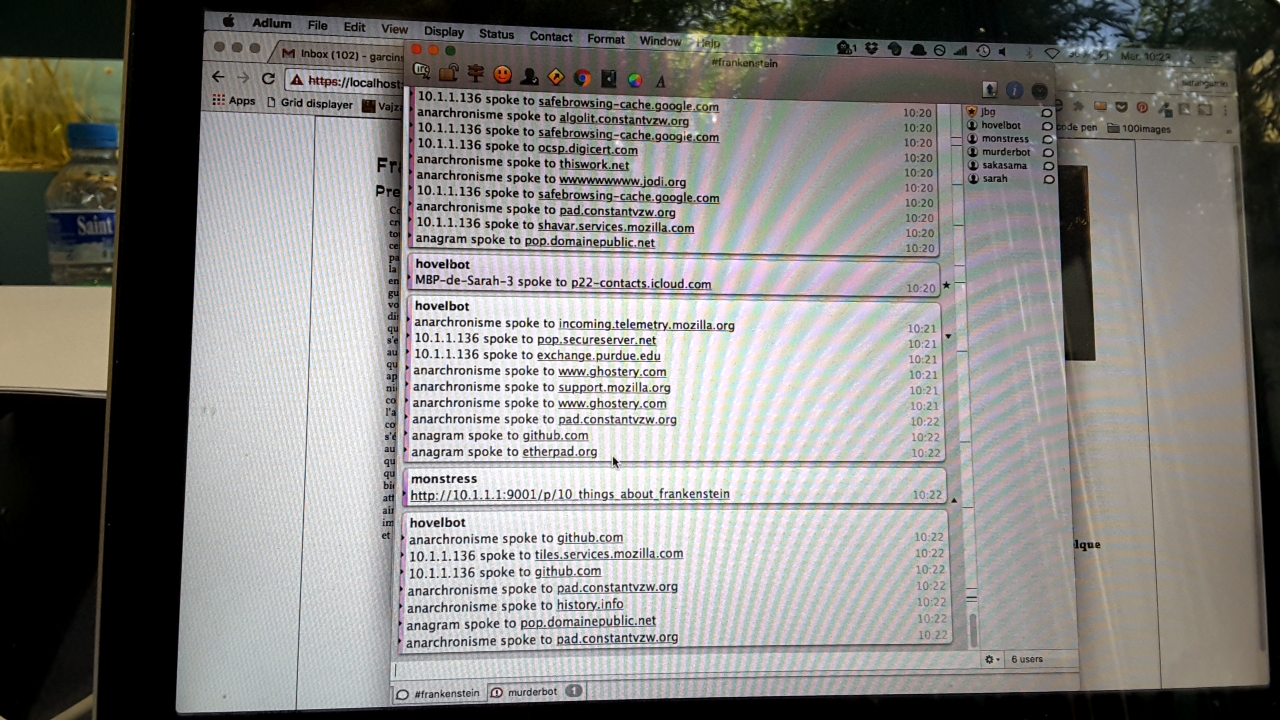 Adium File Edit View Display Status Contact Format Window Help
Inbox (102) - garcins
#frankenstein
https://localhost:
Apps Grid displayer Vajza
code pen 100images
Saint
10.1.1.136 spoke to safebrowsing-cache.google.com 10:20
anarchronisme spoke to algolit.constantvzw.org 10:20
10.1.1.136 spoke to safebrowsing-cache.google.com 10:20
10.1.1.136 spoke to ocsp.digicert.com 10:20
anarchronisme spoke to thiswork.net 10:20
anarchronisme spoke to wwwwwwwww.jodi.org 10:20
10.1.1.136 spoke to safebrowsing-cache.google.com 10:20
anarchronisme spoke to pad.constantvzw.org 10:20
10.1.1.136 spoke to shavar.services.mozilla.com 10:20
anagram spoke to pop.domainepublic.net 10:20
hovelbot
MBP-de-Sarah-3 spoke to p22-contacts.icloud.com 10:20
hovelbot
anarchronisme spoke to incoming.telemetry.mozilla.org 10:21
10.1.1.136 spoke to pop.secureserver.net 10:21
10.1.1.136 spoke to exchange.purdue.edu 10:21
anarchronisme spoke to www.ghostery.com 10:21
anarchronisme spoke to support.mozilla.org 10:21
anarchronisme spoke to www.ghostery.com 10:21
anarchronisme spoke to pad.constantvzw.org 10:22
anagram spoke to github.com 10:22
anagram spoke to etherpad.org 10:22
monstress
http://10.1.1.1:9001/p/10_things_about_frankenstein 10:22
hovelbot
anarchronisme spoke to github.com 10:22
10.1.1.136 spoke to tiles.services.mozilla.com 10:22
10.1.1.136 spoke to github.com 10:22
anarchronisme spoke to pad.constantvzw.org 10:22
anarchronisme spoke to history.info 10:22
anagram spoke to pop.domainepublic.net 10:22
anarchronisme spoke to pad.constantvzw.org 10:22
jbg
hovelbot
monstress
murderbot
sakasama
sarah
lque
6 users
#frankenstein murderbot 1